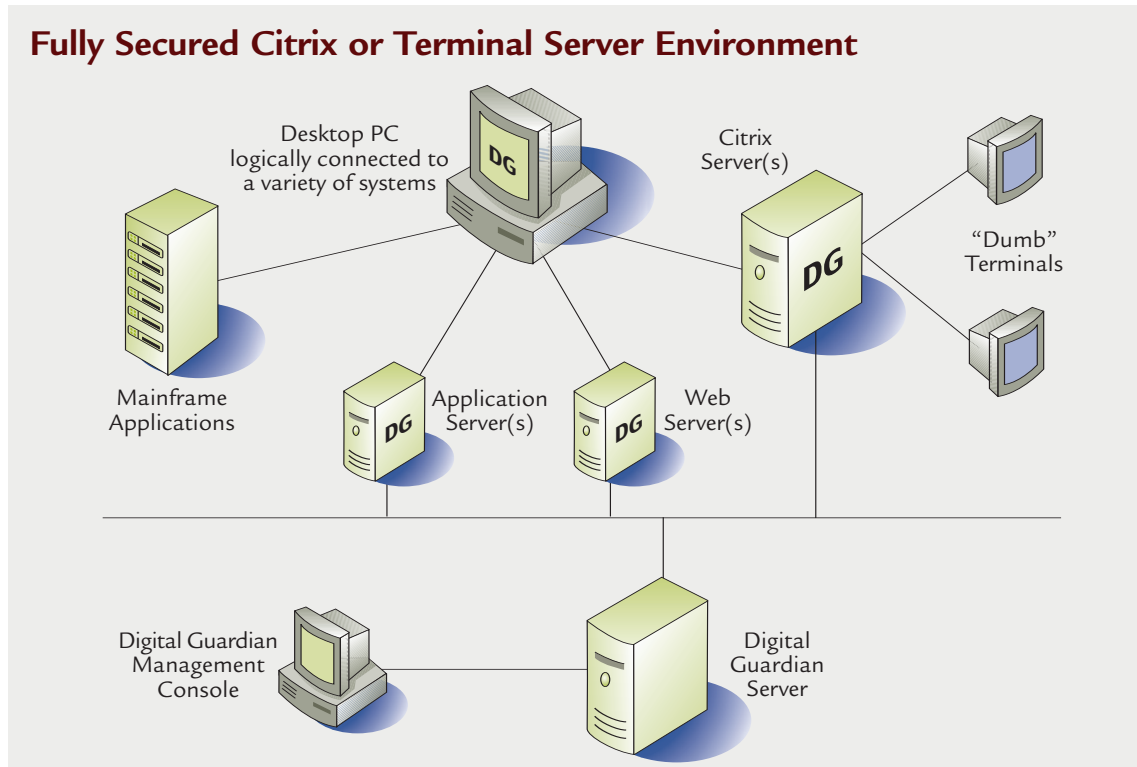 Fully Secured Citrix or Terminal Server Environment
Desktop PC
logically connected to
a variety of systems
DG
Citrix
Server(s)
DG
“Dumb”
Terminals
Mainframe
Applications
DG
Application
Server(s)
DG
Web
Server(s)
Digital Guardian
Management
Console
Digital
Guardian
Server